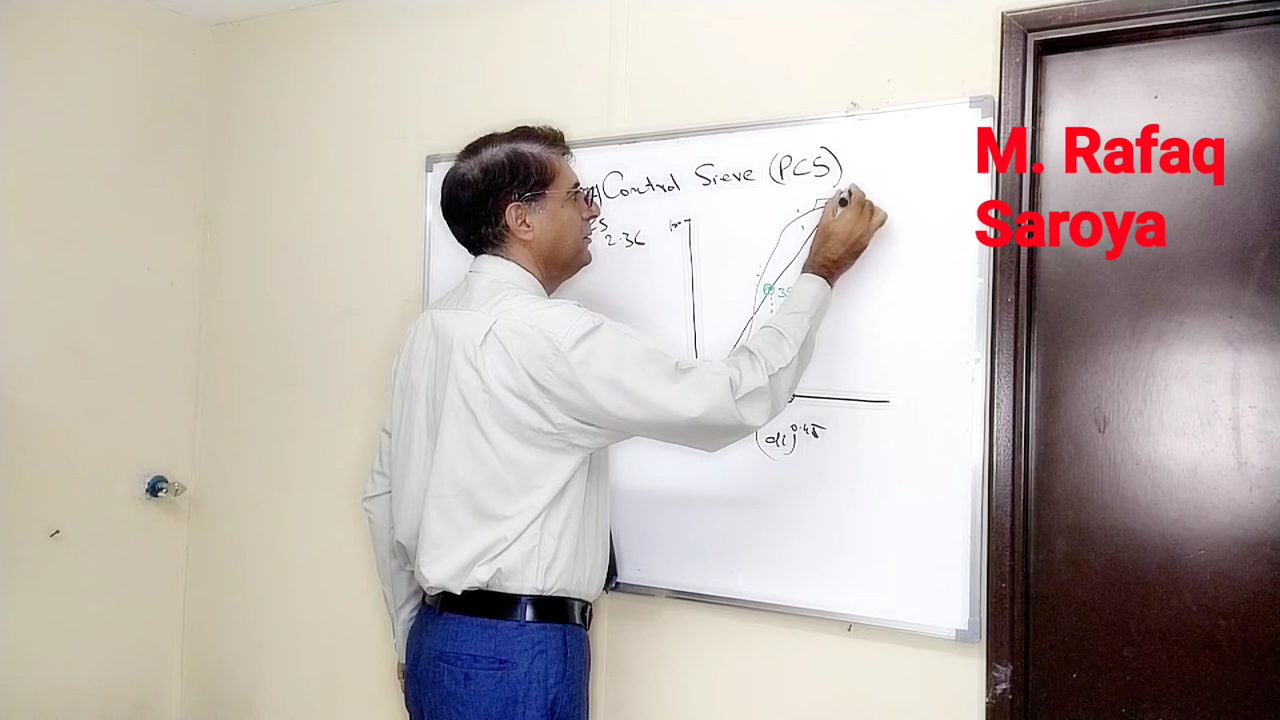 Control Sieve (PCS)
2.36
100
35
(d)^0.45
M. Rafaq
Saroya